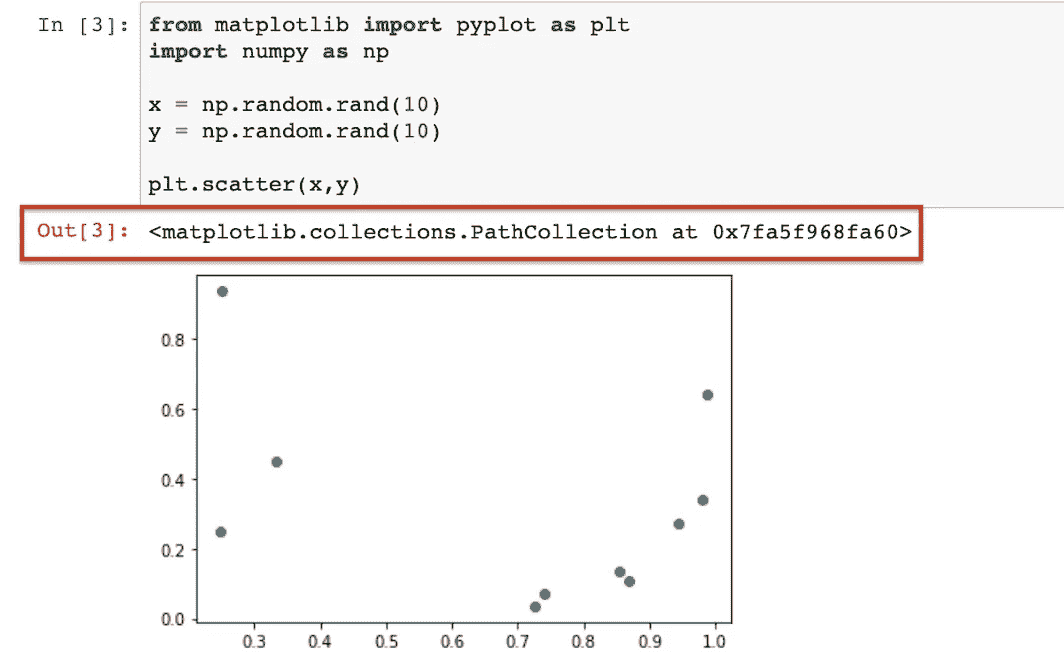 In [3]: from matplotlib import pyplot as plt
import numpy as np
x = np.random.rand(10)
y = np.random.rand(10)
plt.scatter(x,y)
Out[3]: <matplotlib.collections.PathCollection at 0x7fa5f968fa60>
0.8
0.6
0.4
0.2
0.0
0.3 0.4 0.5 0.6 0.7 0.8 0.9 1.0